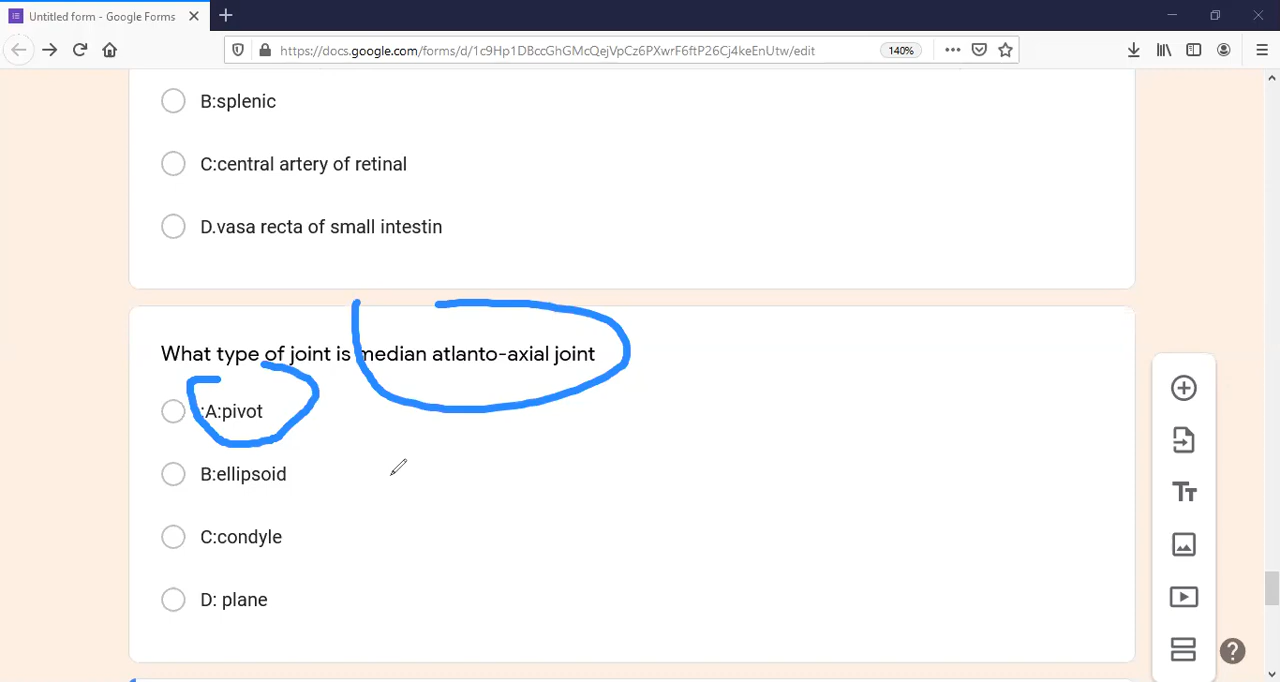 Untitled form - Google Forms
https://docs.google.com/forms/d/1c9Hp1DBccGhGMcQejVpCz6PXwrF6ftP26Cj4keEnUtw/edit
140%
B:splenic
C:central artery of retinal
D.vasa recta of small intestin
What type of joint is median atlanto-axial joint
:A:pivot
B:ellipsoid
C:condyle
D: plane